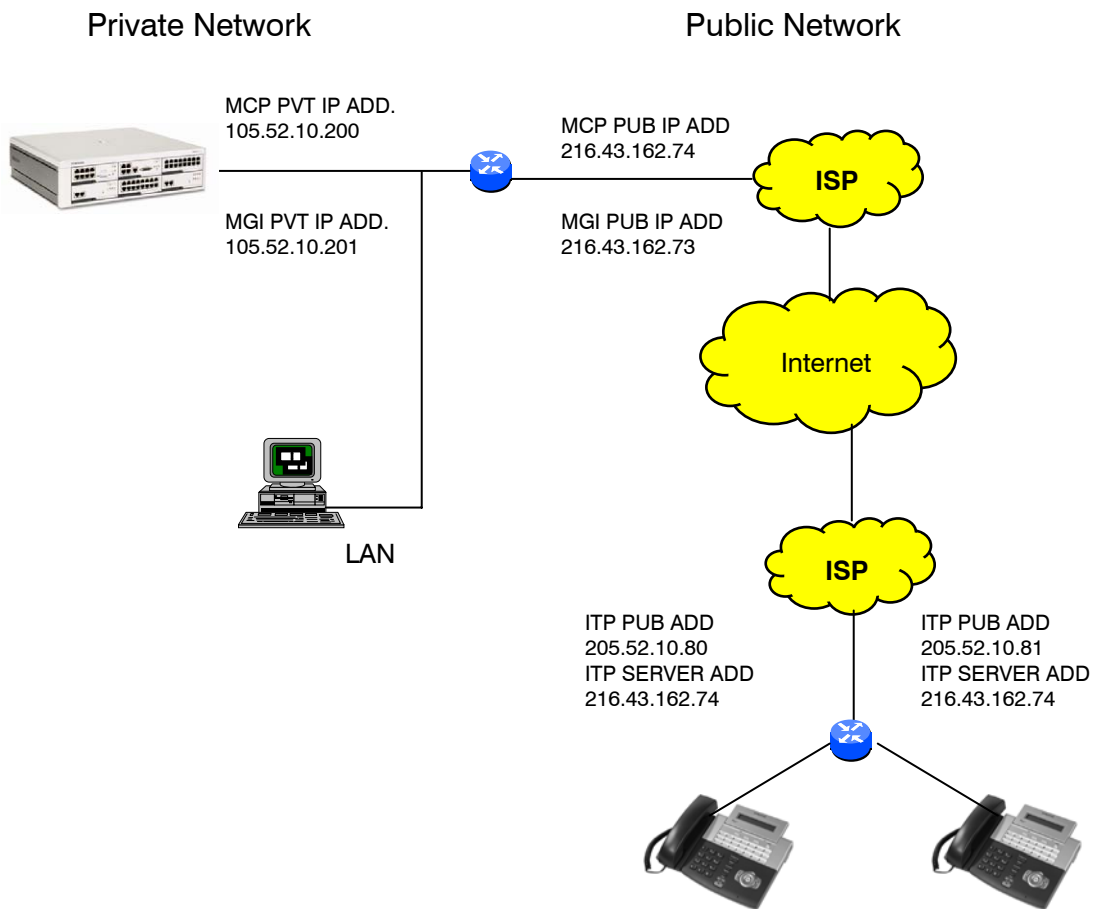 Private Network
Public Network
MCP PVT IP ADD.
105.52.10.200
MCP PUB IP ADD
216.43.162.74
ISP
MGI PVT IP ADD.
105.52.10.201
MGI PUB IP ADD
216.43.162.73
Internet
LAN
ISP
ITP PUB ADD
205.52.10.80
ITP SERVER ADD
216.43.162.74
ITP PUB ADD
205.52.10.81
ITP SERVER ADD
216.43.162.74